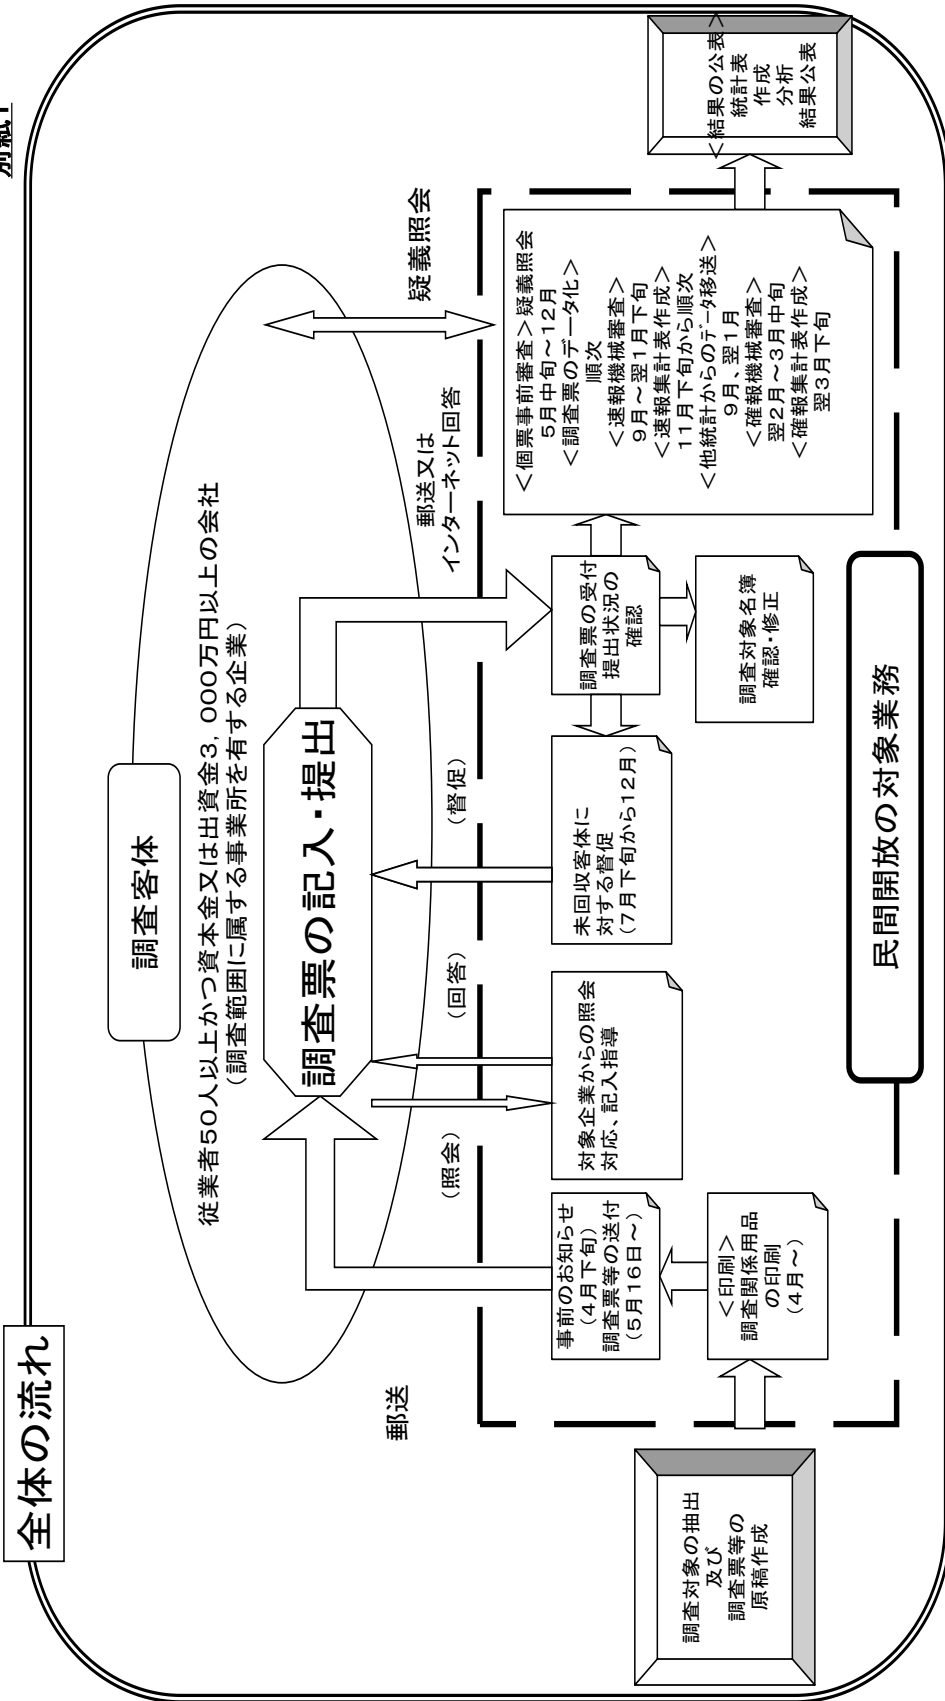 別紙1
全体の流れ
調査客体
従業者50人以上かつ資本金又は出資金3,000万円以上の会社
(調査範囲に属する事業所を有する企業)
調査票の記入・提出
郵送
(照会)
(回答)
(督促)
郵送又は
インターネット回答
疑義照会
調査対象の抽出
及び
調査票等の
原稿作成
事前のお知らせ
(4月下旬)
調査票等の送付
(5月16日~)
<印刷>
調査関係用品
の印刷
(4月~)
対象企業からの照会
対応、記入指導
未回収客体に
対する督促
(7月下旬から12月)
調査票の受付
提出状況の
確認
調査対象名簿
確認・修正
<個票事前審査>疑義照会
5月中旬~12月
<調査票のデータ化>
順次
<速報機械審査>
9月~翌1月下旬
<速報集計表作成>
11月下旬から順次
<他統計からのデータ移送>
9月、翌1月
<確報機械審査>
翌2月~3月中旬
<確報集計表作成>
翌3月下旬
<結果の公表>
統計表
作成
分析
結果公表
民間開放の対象業務